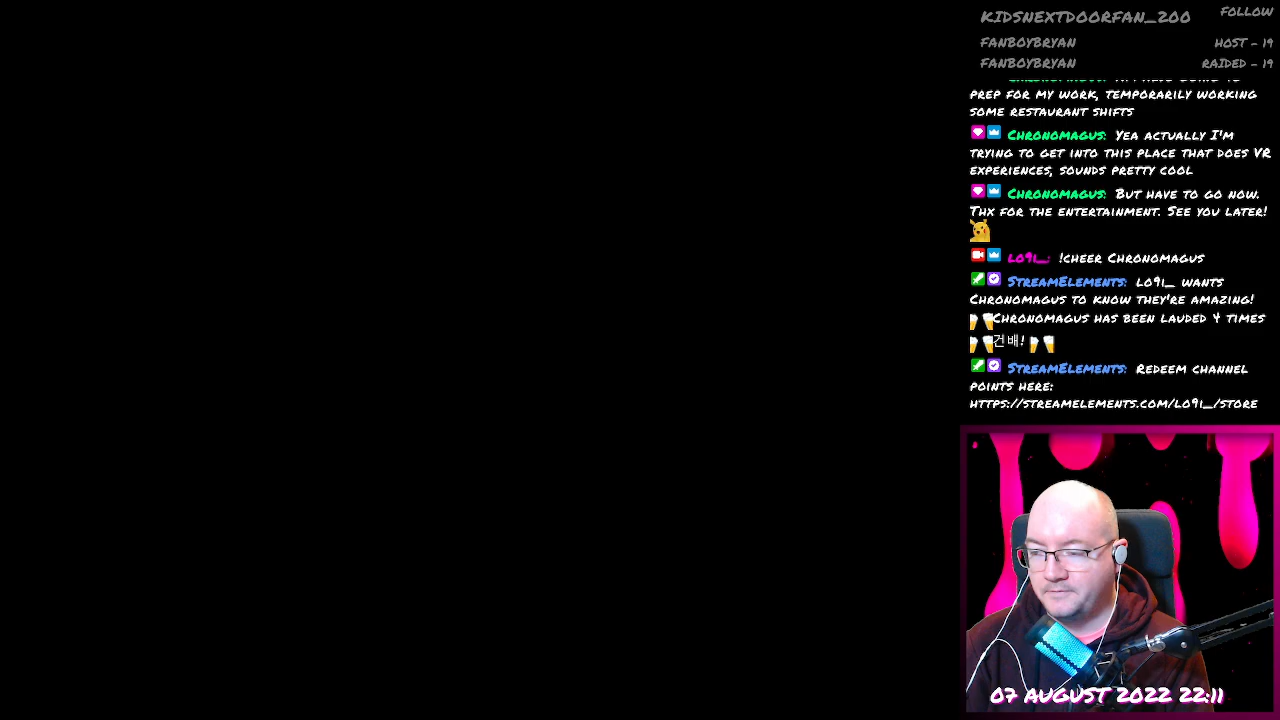 KIDSNEXTDOORFAN_200 FOLLOW
FANBOYBRYAN HOST - 19
FANBOYBRYAN RAIDED - 19
PREP FOR MY WORK, TEMPORARILY WORKING
SOME RESTAURANT SHIFTS
CHRONOMAGUS: YEA ACTUALLY I'M
TRYING TO GET INTO THIS PLACE THAT DOES VR
EXPERIENCES, SOUNDS PRETTY COOL
CHRONOMAGUS: BUT HAVE TO GO NOW.
THX FOR THE ENTERTAINMENT. SEE YOU LATER!
LO9I_: !CHEER CHRONOMAGUS
STREAMELEMENTS: LO9I_ WANTS
CHRONOMAGUS TO KNOW THEY'RE AMAZING!
CHRONOMAGUS HAS BEEN LAUDED 4 TIMES
건배!
STREAMELEMENTS: REDEEM CHANNEL
POINTS HERE:
HTTPS://STREAMELEMENTS.COM/LO9I_/STORE
07 AUGUST 2022 22:11